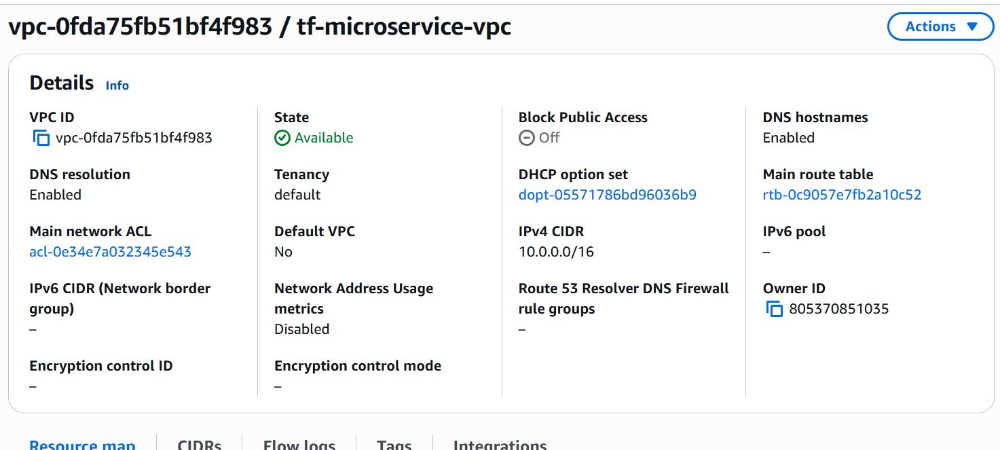 vpc-0fda75fb51bf4f983 / tf-microservice-vpc
Actions
Details Info
VPC ID
vpc-0fda75fb51bf4f983
State
Available
Block Public Access
Off
DNS hostnames
Enabled
DNS resolution
Enabled
Tenancy
default
DHCP option set
dopt-05571786bd96036b9
Main route table
rtb-0c9057e7fb2a10c52
Main network ACL
acl-0e34e7a032345e543
Default VPC
No
IPv4 CIDR
10.0.0.0/16
IPv6 pool
–
IPv6 CIDR (Network border
group)
–
Network Address Usage
metrics
Disabled
Route 53 Resolver DNS Firewall
rule groups
–
Owner ID
805370851035
Encryption control ID
–
Encryption control mode
–
Resource map CIDRs Flow logs Tags Integrations